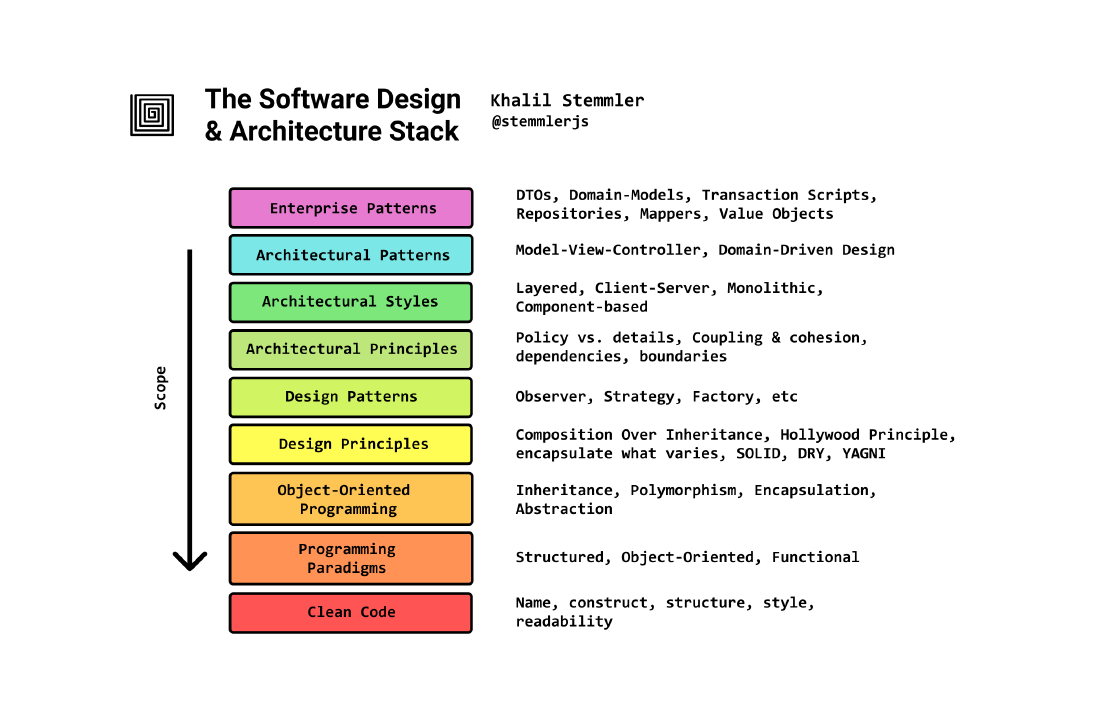 The Software Design
& Architecture Stack
Khalil Stemmler
@stemmlerjs
Scope
Enterprise Patterns
DTOs, Domain-Models, Transaction Scripts,
Repositories, Mappers, Value Objects
Architectural Patterns
Model-View-Controller, Domain-Driven Design
Architectural Styles
Layered, Client-Server, Monolithic,
Component-based
Architectural Principles
Policy vs. details, Coupling & cohesion,
dependencies, boundaries
Design Patterns
Observer, Strategy, Factory, etc
Design Principles
Composition Over Inheritance, Hollywood Principle,
encapsulate what varies, SOLID, DRY, YAGNI
Object-Oriented
Programming
Inheritance, Polymorphism, Encapsulation,
Abstraction
Programming
Paradigms
Structured, Object-Oriented, Functional
Clean Code
Name, construct, structure, style,
readability